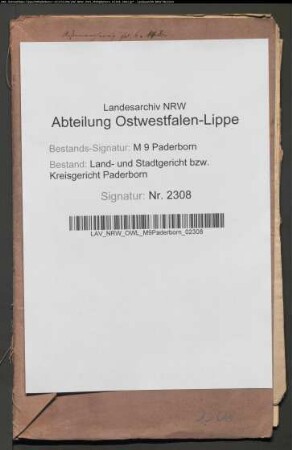 Landesarchiv NRW
Abteilung Ostwestfalen-Lippe
Bestands-Signatur: M 9 Paderborn
Bestand: Land- und Stadtgericht bzw.
Kreisgericht Paderborn
Signatur: Nr. 2308
LAV_NRW_OWL_M9Paderborn_02308